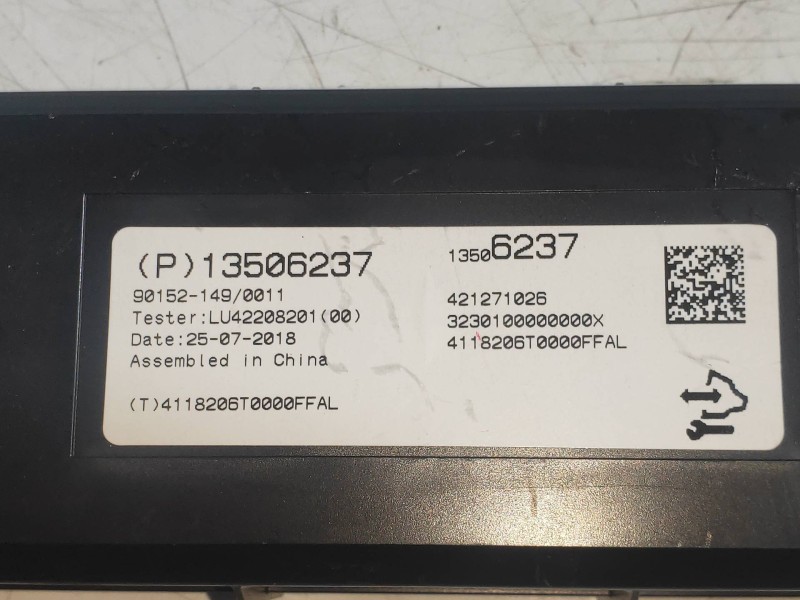 (P)13506237
90152-149/0011
Tester:LU42208201(00)
Date:25-07-2018
Assembled in China
(T)4118206T0000FFAL
13506237
421271026
3230100000000X
4118206T0000FFAL